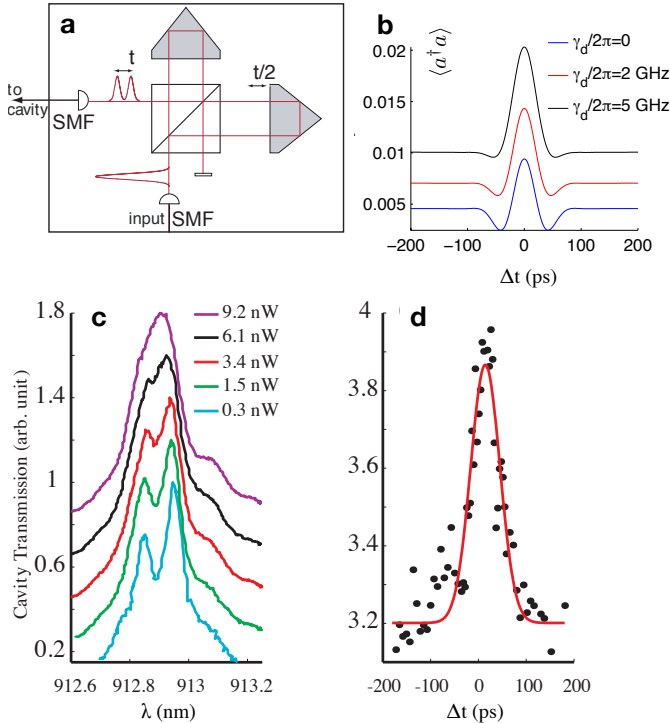 a
t
t/2
to
cavity
SMF
input
SMF
b
⟨a†a⟩
γd/2π=0
γd/2π=2 GHz
γd/2π=5 GHz
0.02
0.015
0.01
0.005
-200 -100 0 100 200
Δt (ps)
c
9.2 nW
6.1 nW
3.4 nW
1.5 nW
0.3 nW
Cavity Transmission (arb. unit)
1.8
1.4
1
0.6
0.2
912.6 912.8 913 913.2
λ (nm)
d
4
3.8
3.6
3.4
3.2
-200 -100 0 100 200
Δt (ps)